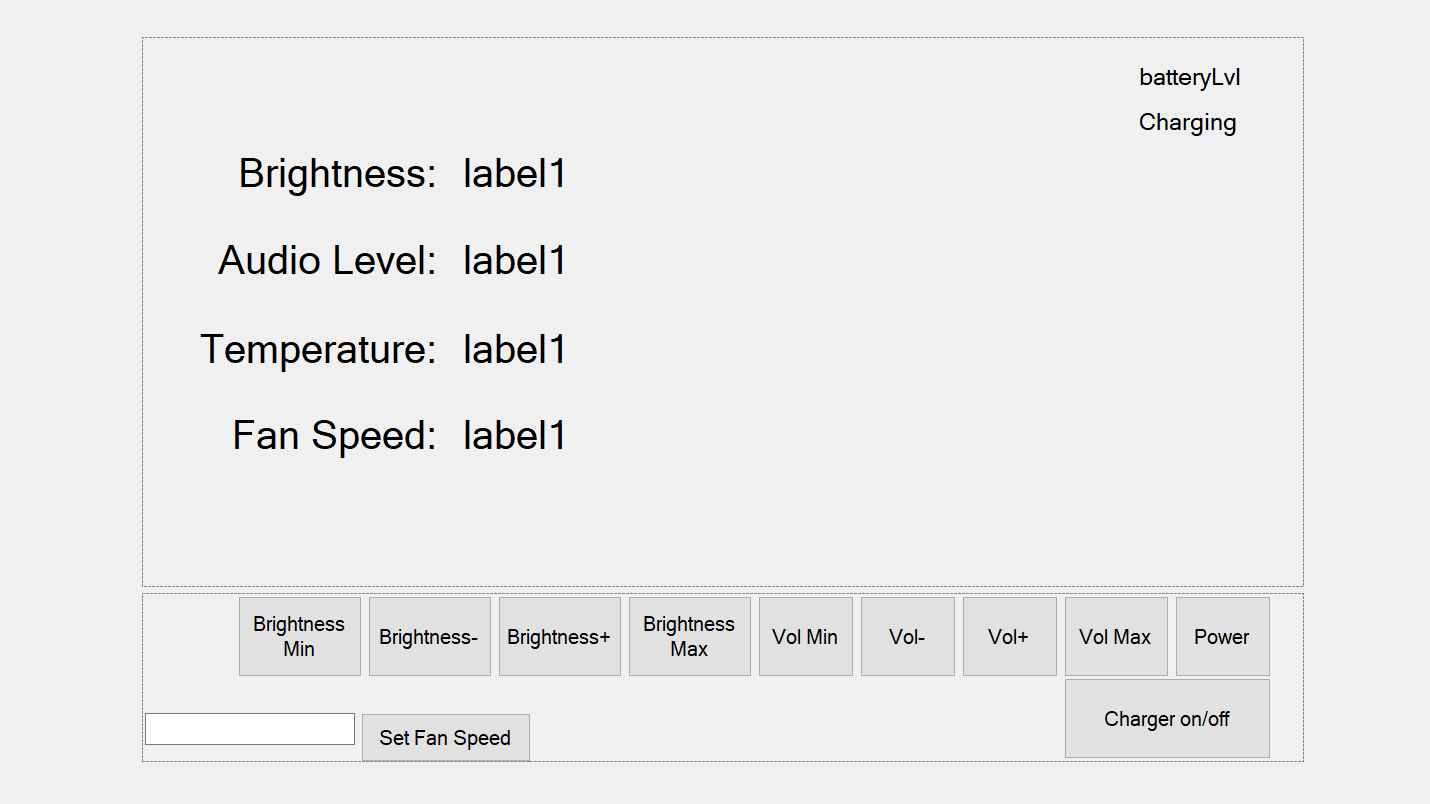 batteryLvl
Charging
Brightness: label1
Audio Level: label1
Temperature: label1
Fan Speed: label1
Brightness
Min
Brightness-
Brightness+
Brightness
Max
Vol Min
Vol-
Vol+
Vol Max
Power
Charger on/off
Set Fan Speed